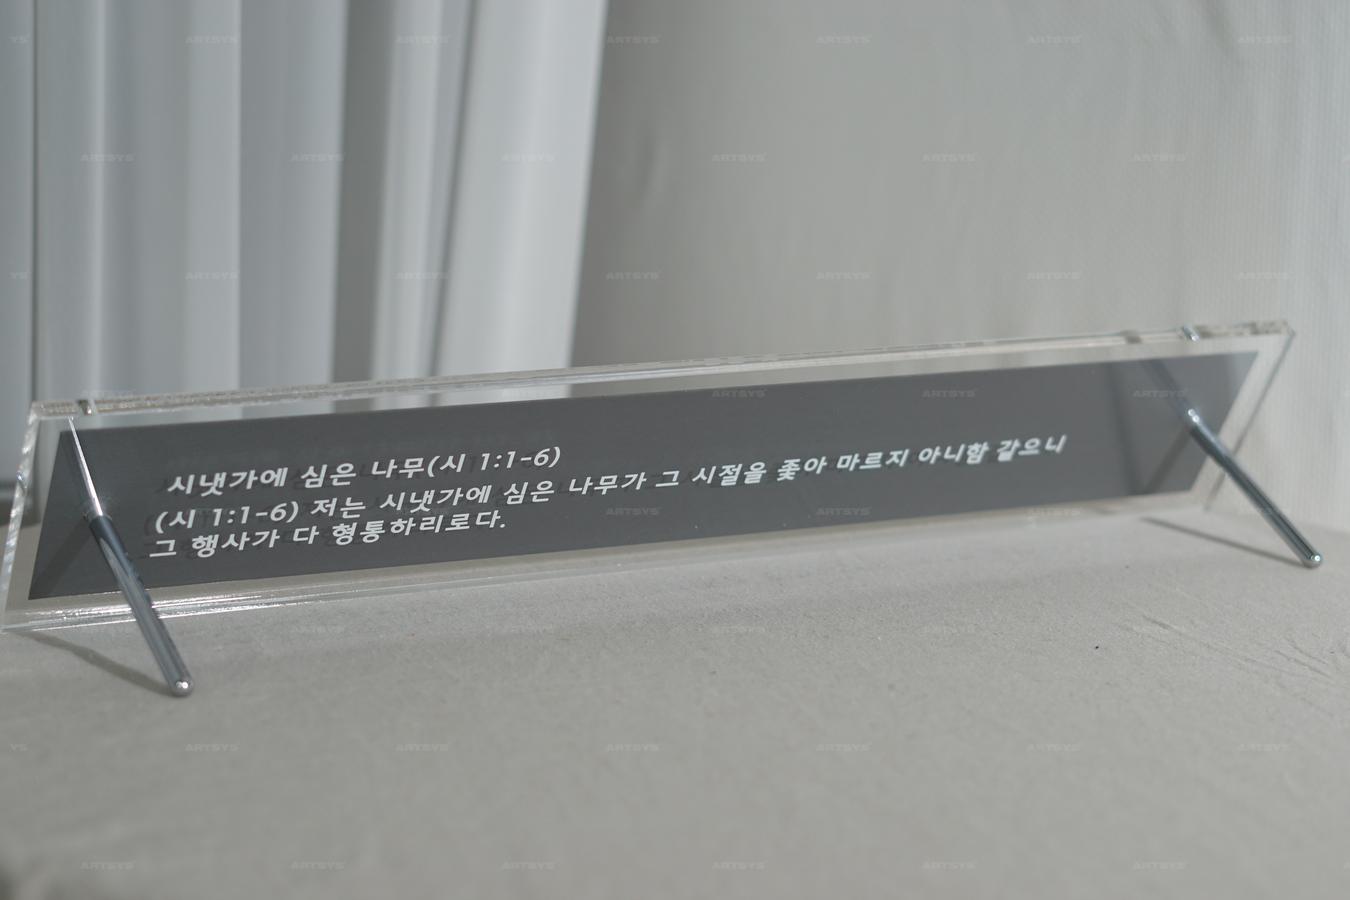 시냇가에 심은 나무(시 1:1-6)
(시 1:1-6) 저는 시냇가에 심은 나무가 그 시절을 좇아 마르지 아니함 같으니
그 행사가 다 형통하리로다.